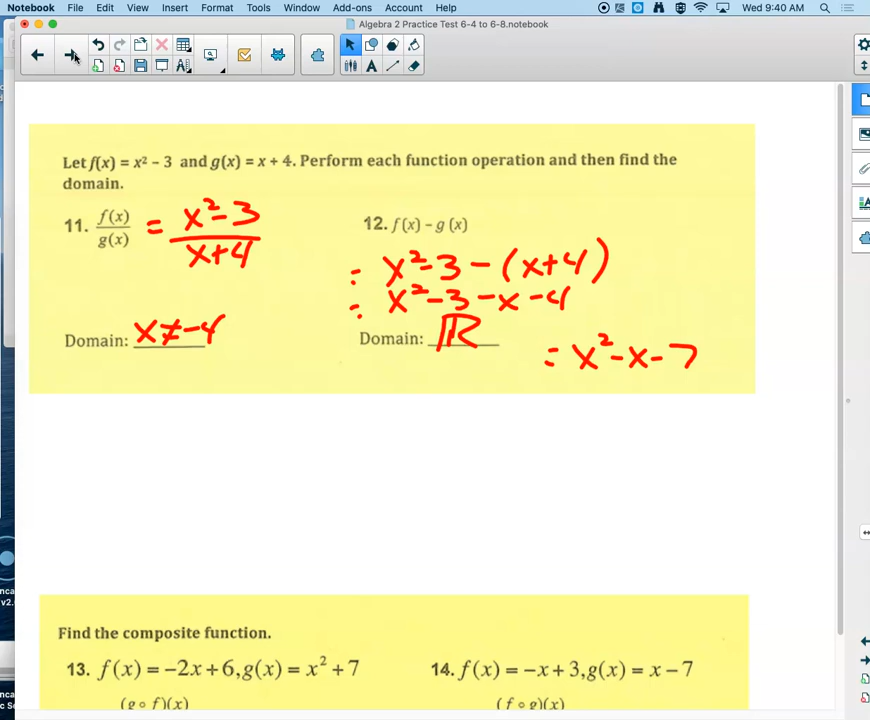 Notebook File Edit View Insert Format Tools Window Add-ons Account Help Wed 9:40 AM
Algebra 2 Practice Test 6-4 to 6-8.notebook
Let f(x) = x² – 3 and g(x) = x + 4. Perform each function operation and then find the
domain.
11. f(x)/g(x) = x²-3/x+4
12. f(x) – g (x)
= x²-3-(x+4)
= x²-3-x-4
Domain: x≠-4
Domain: ℝ
= x²-x-7
Find the composite function.
13. f(x) = −2x+6,g(x) = x² +7
14. f(x) = −x+3,g(x) = x−7
(g∘f)(x)
(f∘g)(x)